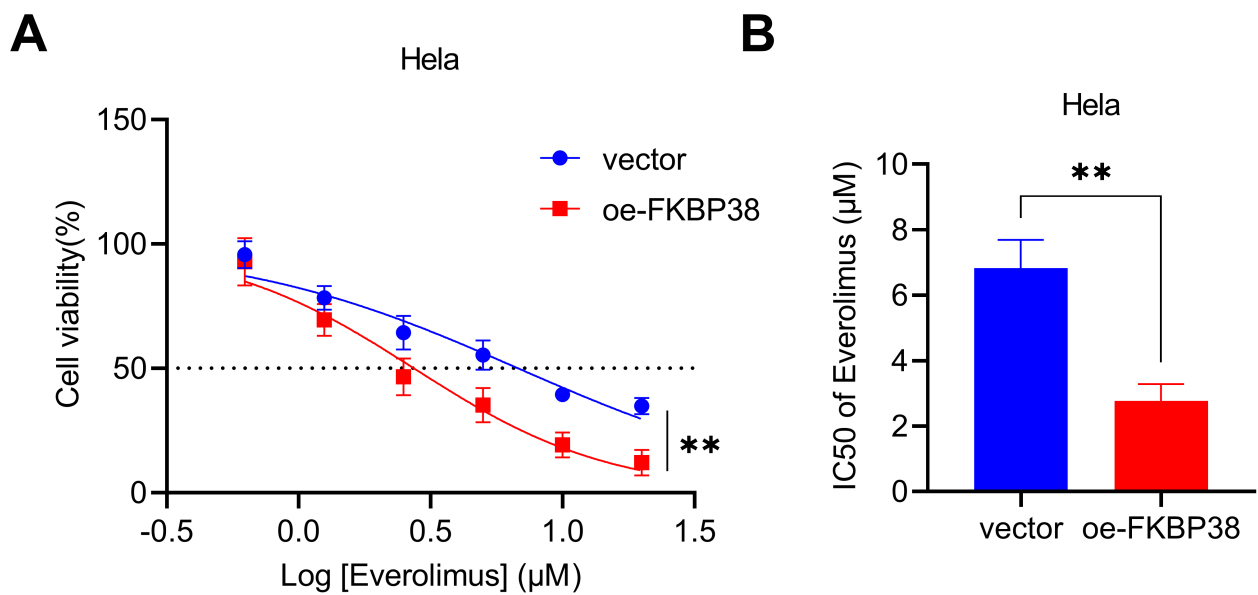 A
Hela
150
100
50
0
Cell viability(%)
-0.5 0.0 0.5 1.0 1.5
Log [Everolimus] (μM)
vector
oe-FKBP38
**
B
Hela
10
8
6
4
2
0
IC50 of Everolimus (μM)
**
vector oe-FKBP38